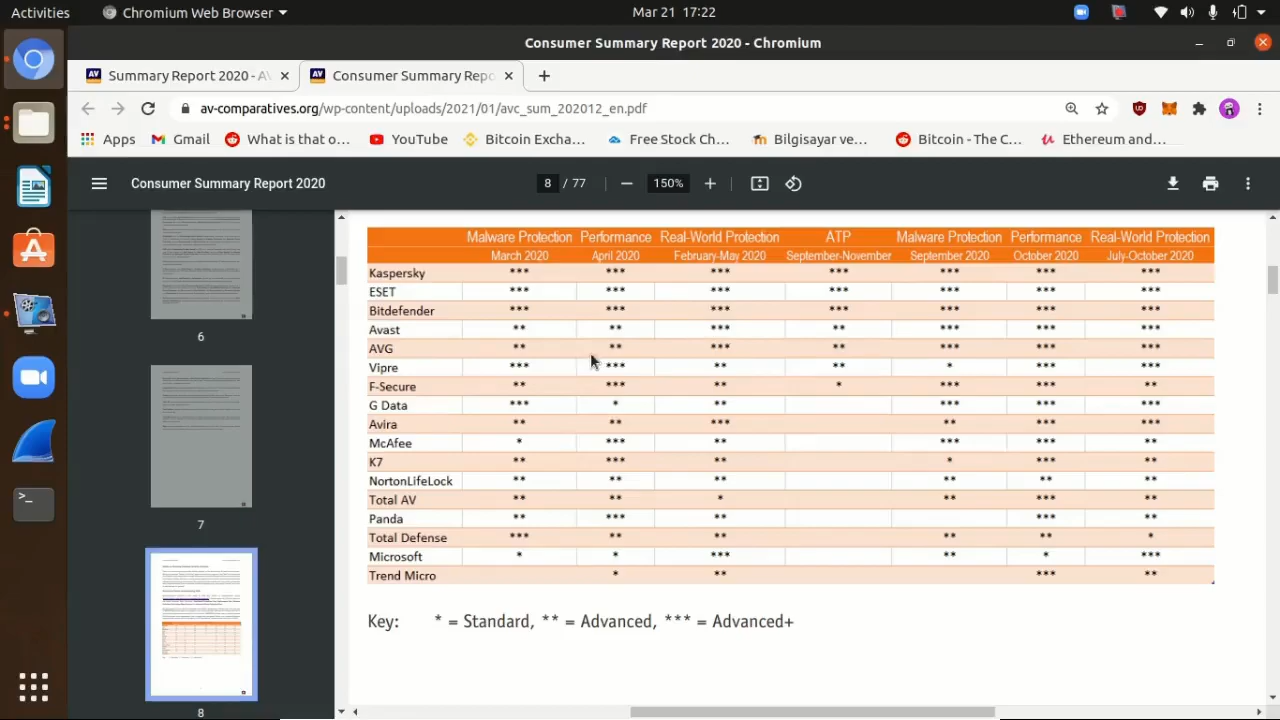 Activities Chromium Web Browser Mar 21 17:22
Consumer Summary Report 2020 - Chromium
Summary Report 2020 - AV Consumer Summary Repo
av-comparatives.org/wp-content/uploads/2021/01/avc_sum_202012_en.pdf
Apps Gmail What is that o... YouTube Bitcoin Excha... Free Stock Ch... Bilgisayar ve... Bitcoin - The C... Ethereum and...
Consumer Summary Report 2020 8 / 77 150%
Malware Protection Performance Real-World Protection ATP Malware Protection Performance Real-World Protection
March 2020 April 2020 February-May 2020 September-November September 2020 October 2020 July-October 2020
Kaspersky *** *** *** *** *** *** ***
ESET *** *** *** *** *** *** ***
Bitdefender *** *** *** *** *** *** ***
Avast ** ** *** ** *** *** ***
AVG ** ** *** ** *** *** ***
Vipre *** *** ** ** * *** ***
F-Secure ** *** ** * *** *** **
G Data *** * ** *** *** ***
Avira ** ** *** ** *** ***
McAfee * *** ** *** *** **
K7 ** *** ** * *** **
NortonLifeLock ** ** ** ** ** **
Total AV ** ** * ** *** **
Panda ** *** ** *** **
Total Defense *** ** ** ** ** *
Microsoft * * *** ** ***
Trend Micro ** *** **
Key: = Standard, ** = Advanced, *** = Advanced+
6
7
8